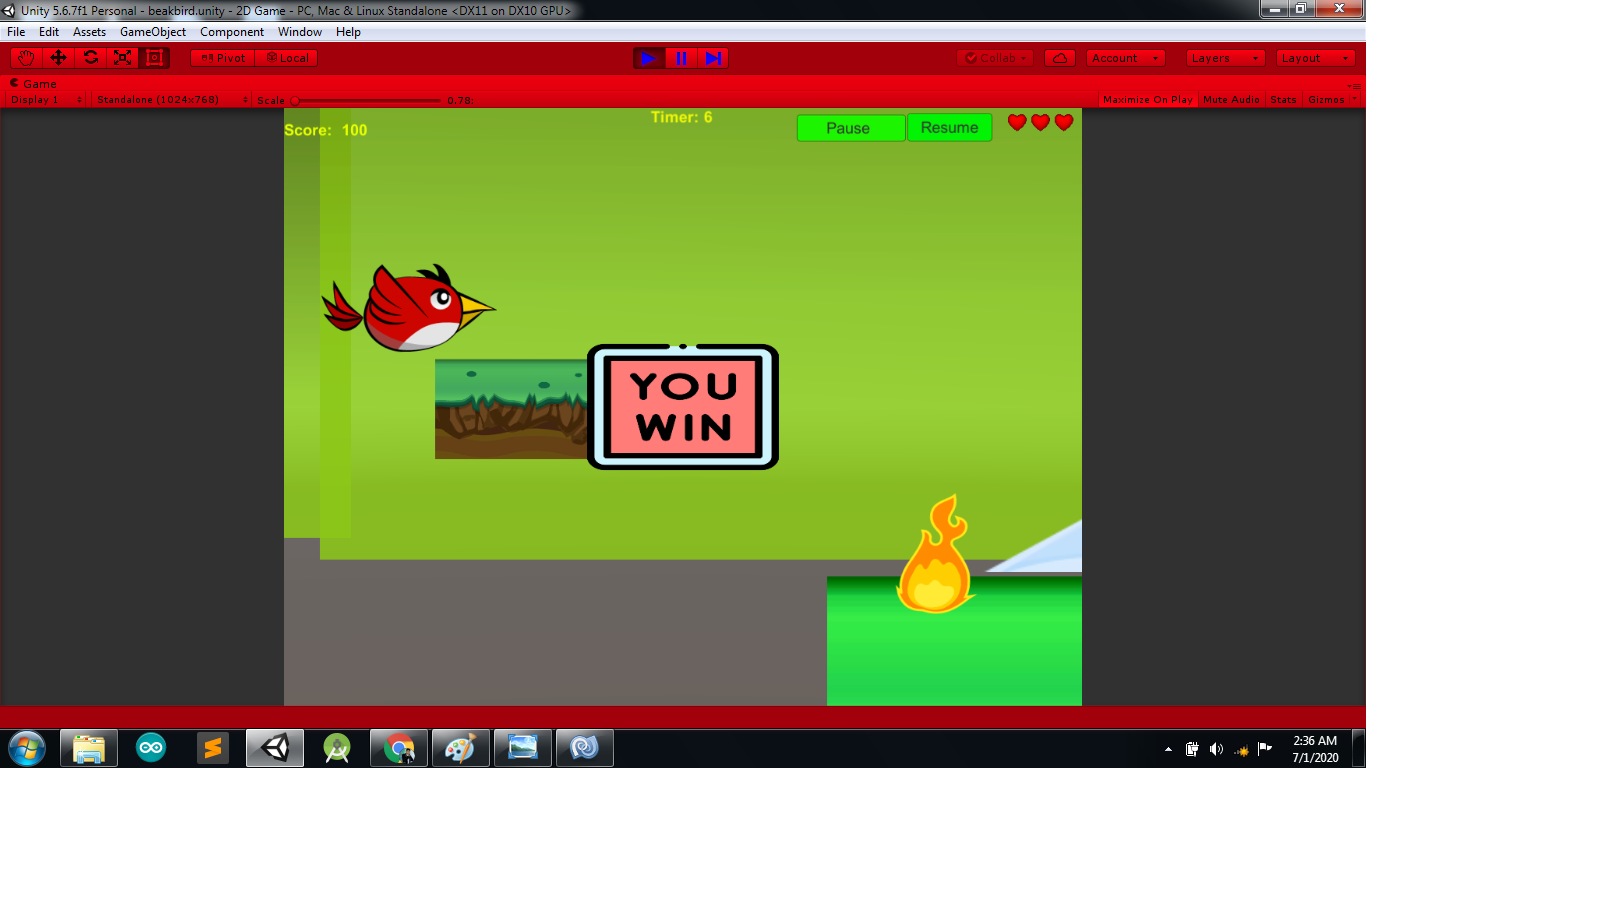 Unity 5.6.7f1 Personal - beakbird.unity - 2D Game - PC, Mac & Linux Standalone <DX11 on DX10 GPU>
File Edit Assets GameObject Component Window Help
Pivot Local Collab Account Layers Layout
Game
Display 1 Standalone (1024x768) Scale 0.78: Maximize On Play Mute Audio Stats Gizmos
Score: 100 Timer: 6 Pause Resume
YOU
WIN
2:36 AM
7/1/2020